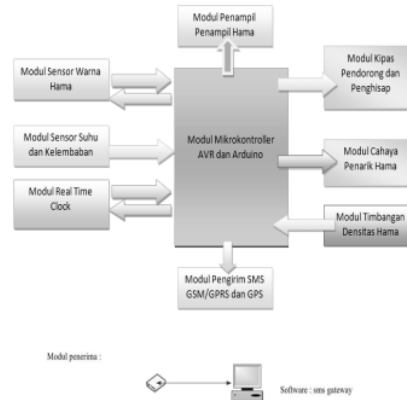 Modul Penampil
Penampil Hama
Modul Sensor Warna
Hama
Modul Kipas
Pendorong dan
Penghisap
Modul Sensor Suhu
dan Kelembaban
Modul Mikrokontroller
AVR dan Arduino
Modul Cahaya
Penarik Hama
Modul Real Time
Clock
Modul Timbangan
Densitas Hama
Modul Pengirim SMS
GSM/GPRS dan GPS
Modul penerima :
Software : sms gateway